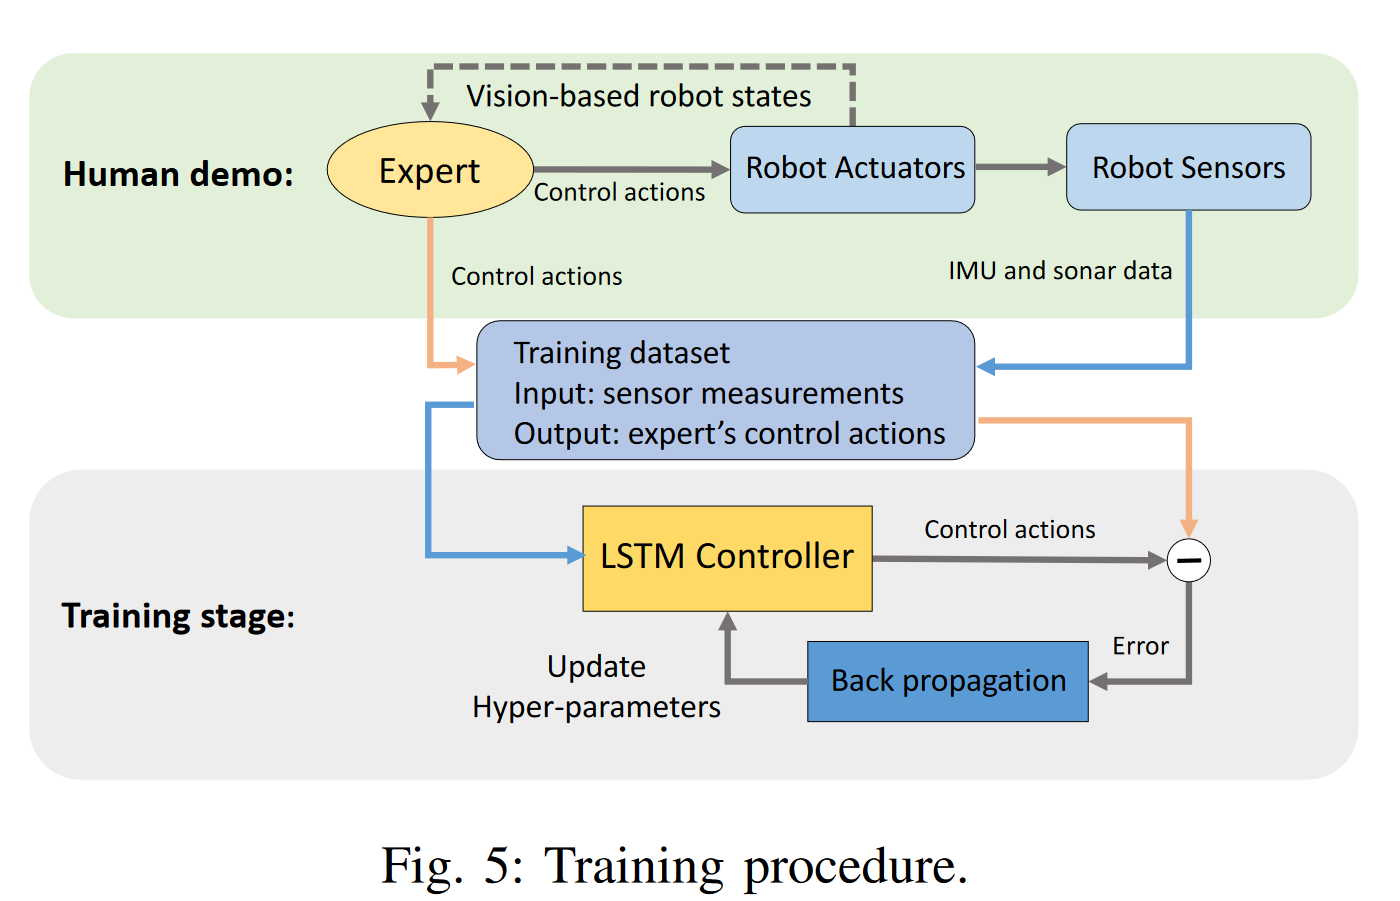 Vision-based robot states
Human demo:
Expert
Control actions
Robot Actuators
Robot Sensors
Control actions
IMU and sonar data
Training dataset
Input: sensor measurements
Output: expert’s control actions
Training stage:
LSTM Controller
Control actions
Error
Back propagation
Update
Hyper-parameters
Fig. 5: Training procedure.